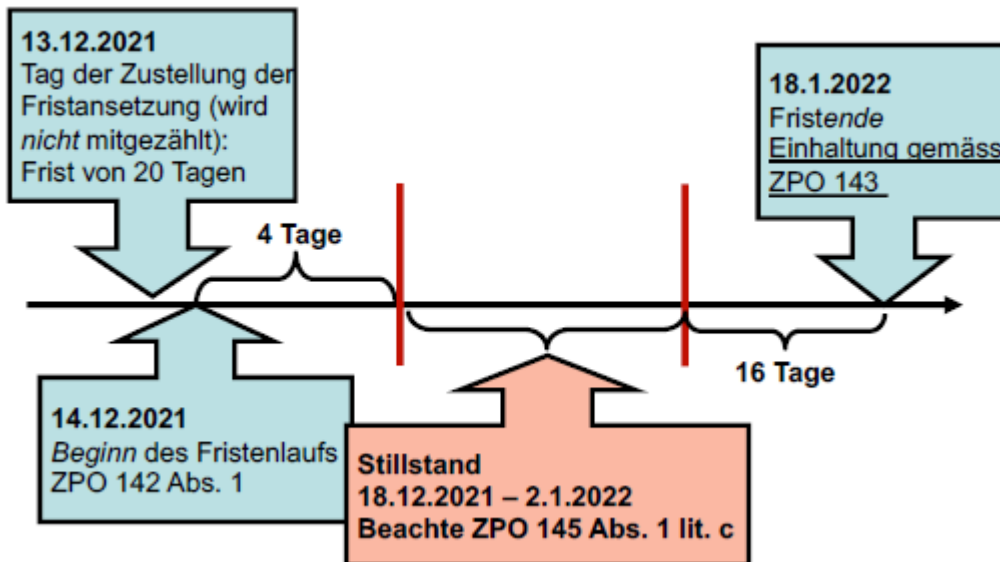 13.12.2021
Tag der Zustellung der
Fristansetzung (wird
nicht mitgezählt):
Frist von 20 Tagen
18.1.2022
Fristende
Einhaltung gemäss
ZPO 143
4 Tage
16 Tage
14.12.2021
Beginn des Fristenlaufs
ZPO 142 Abs. 1
Stillstand
18.12.2021 – 2.1.2022
Beachte ZPO 145 Abs. 1 lit. c